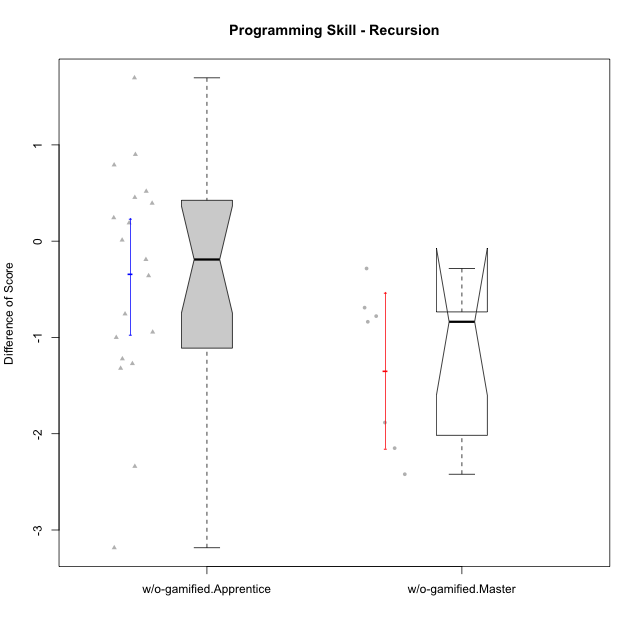 Programming Skill - Recursion
Difference of Score
1
0
-1
-2
-3
w/o-gamified.Apprentice
w/o-gamified.Master